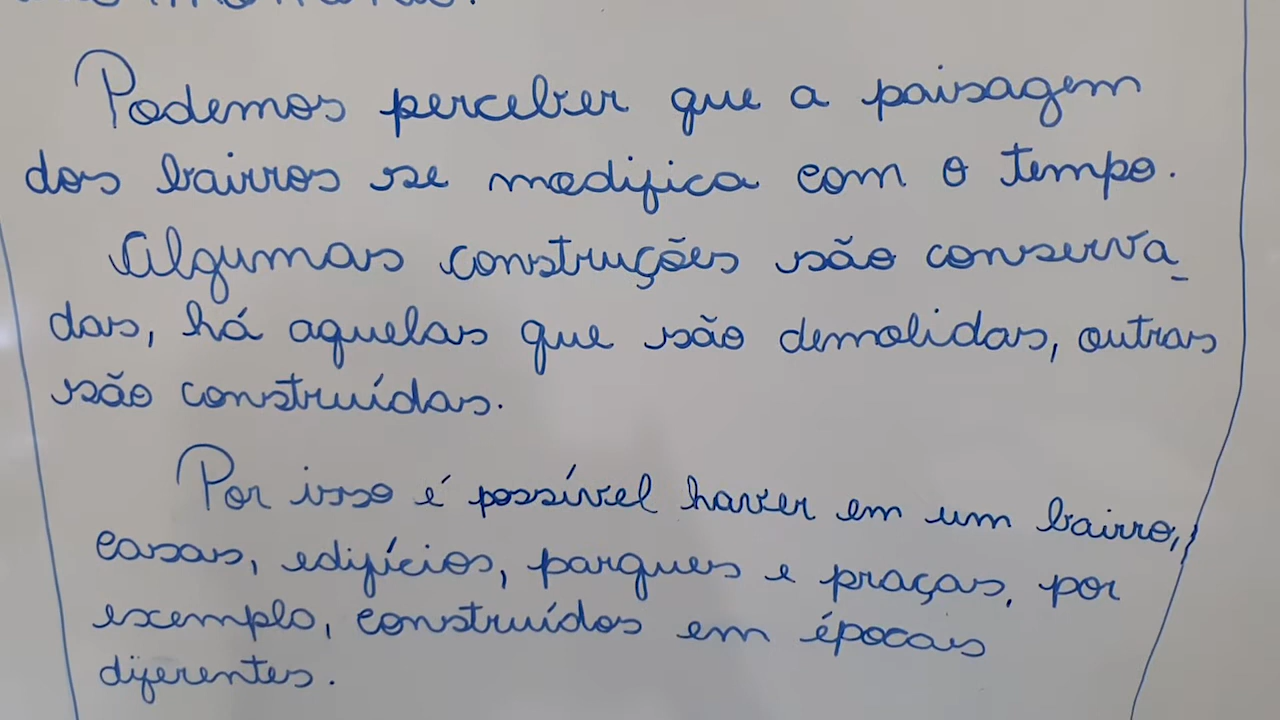 Podemos perceber que a paisagem
dos bairros se modifica com o tempo.
Algumas construções são conserva-
das, há aquelas que são demolidas, outras
são construídas.
Por isso é possível haver em um bairro,
casas, edifícios, parques e praças, por
exemplo, construídos em épocas
diferentes.